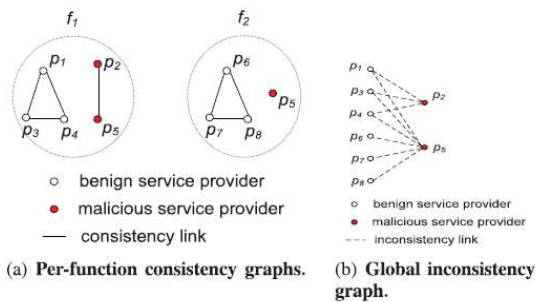 f1
f2
p1
p2
p3
p4
p5
p6
p5
p7
p8
benign service provider
malicious service provider
consistency link
(a) Per-function consistency graphs.
p1
p3
p2
p4
p6
p5
p7
p8
benign service provider
malicious service provider
inconsistency link
(b) Global inconsistency
graph.